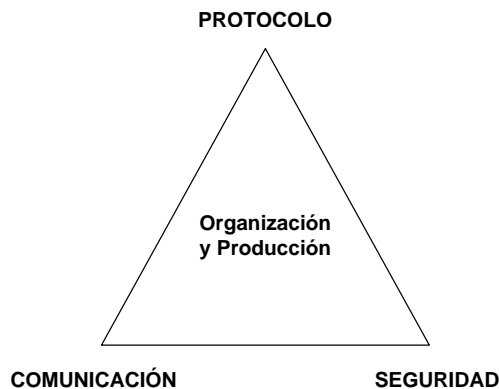 PROTOCOLO
Organización
y Producción
COMUNICACIÓN
SEGURIDAD